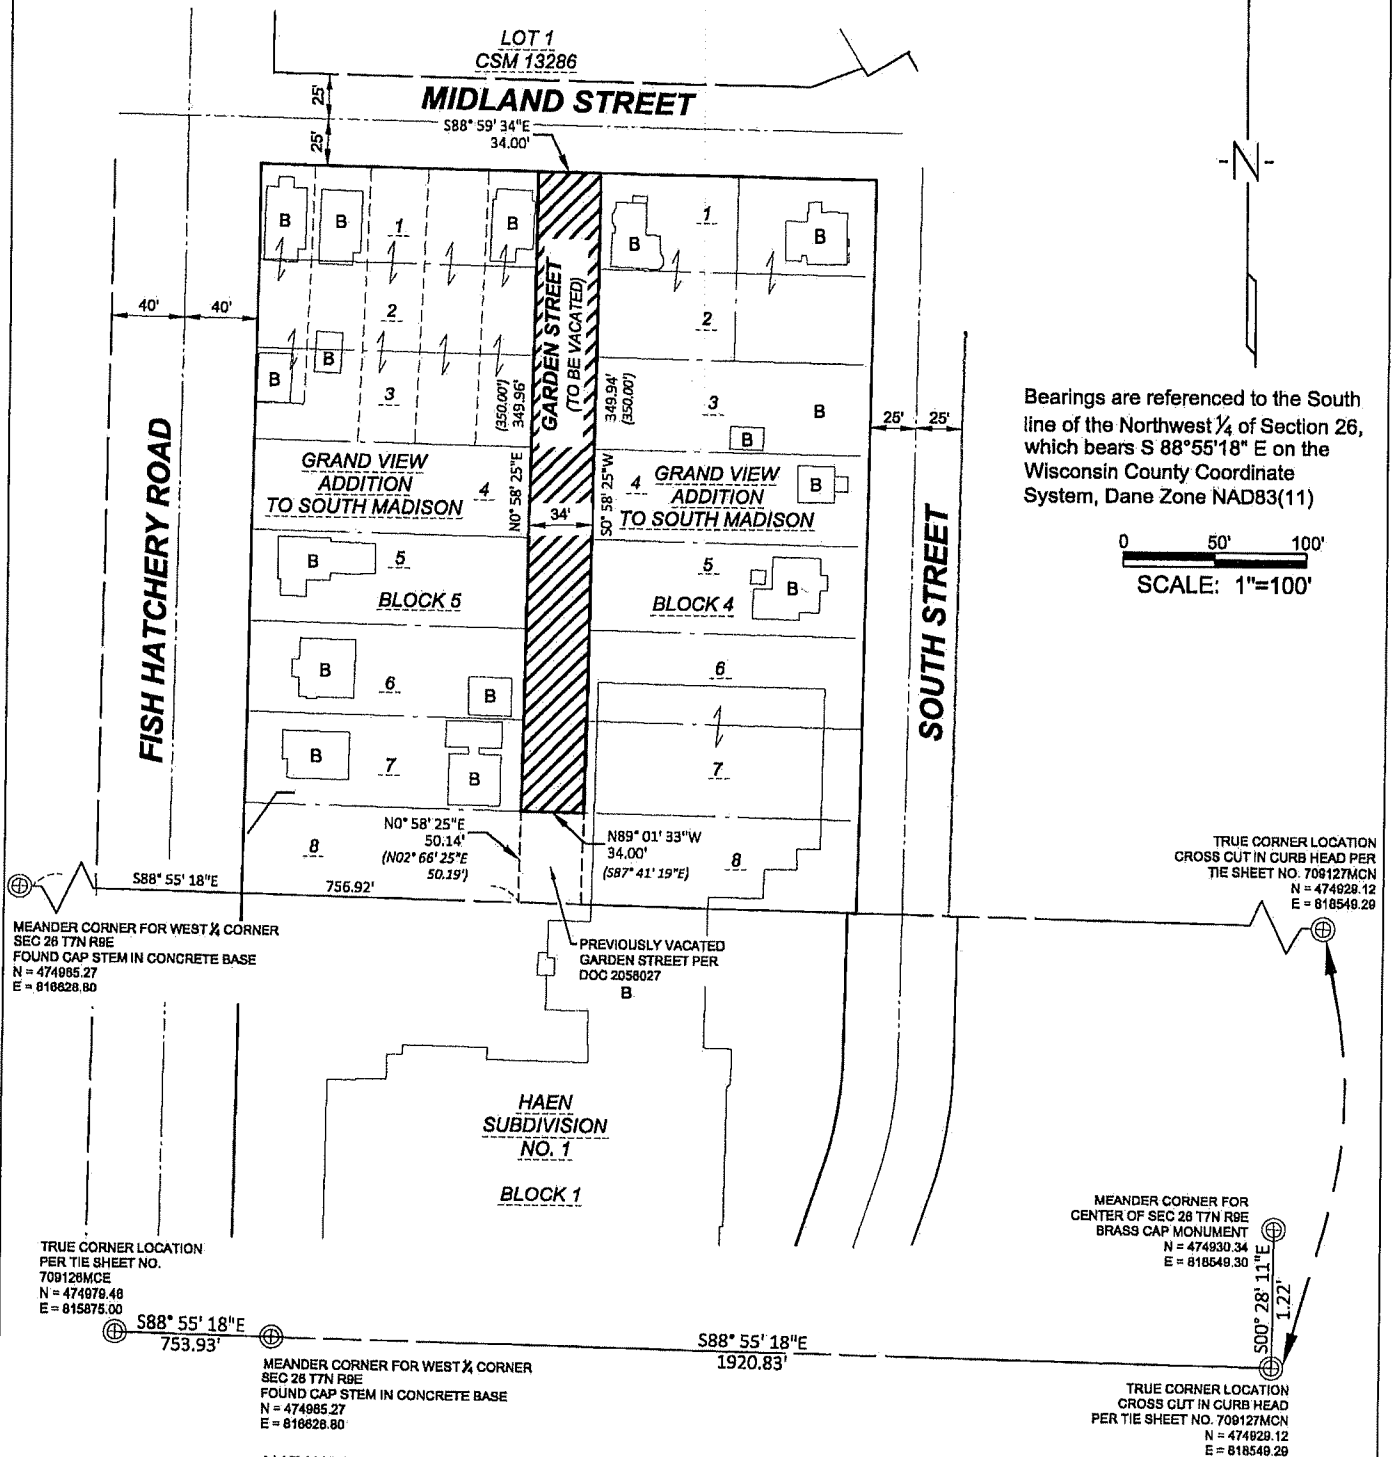 LOT 1
CSM 13286
MIDLAND STREET
25'
25'
S88° 59' 34"E
34.00'
N
B
B
1
B
B
1
B
GARDEN STREET
(TO BE VACATED)
40'
40'
2
2
B
B
3
(350.00')
349.96'
349.94'
(350.00')
3
B
B
25'
25'
Bearings are referenced to the South
line of the Northwest ¼ of Section 26,
which bears S 88°55'18" E on the
Wisconsin County Coordinate
System, Dane Zone NAD83(11)
0 50' 100'
SCALE: 1"=100'
FISH HATCHERY ROAD
GRAND VIEW
ADDITION
TO SOUTH MADISON
4
N0° 58' 25"E
34'
S0° 58' 25"W
4
GRAND VIEW
ADDITION
TO SOUTH MADISON
B
SOUTH STREET
B
5
BLOCK 5
5
BLOCK 4
B
B
6
B
6
B
7
B
7
8
N0° 58' 25"E
50.14'
(N02° 66' 25"E
50.19')
N89° 01' 33"W
34.00'
(S87° 41' 19"E)
8
TRUE CORNER LOCATION
CROSS CUT IN CURB HEAD PER
TIE SHEET NO. 709127MCN
N = 474929.12
E = 818549.29
S88° 55' 18"E
756.92'
MEANDER CORNER FOR WEST ¼ CORNER
SEC 26 T7N R9E
FOUND CAP STEM IN CONCRETE BASE
N = 474965.27
E = 816628.80
PREVIOUSLY VACATED
GARDEN STREET PER
DOC 2058027
B
HAEN
SUBDIVISION
NO. 1
BLOCK 1
MEANDER CORNER FOR
CENTER OF SEC 26 T7N R9E
BRASS CAP MONUMENT
N = 474930.34
E = 818549.30
S00° 28' 11"E
1.22'
TRUE CORNER LOCATION
PER TIE SHEET NO.
709126MCE
N = 474979.46
E = 815875.00
S88° 55' 18"E
753.93'
S88° 55' 18"E
1920.83'
MEANDER CORNER FOR WEST ¼ CORNER
SEC 26 T7N R9E
FOUND CAP STEM IN CONCRETE BASE
N = 474965.27
E = 816628.80
TRUE CORNER LOCATION
CROSS CUT IN CURB HEAD
PER TIE SHEET NO. 709127MCN
N = 474929.12
E = 818549.29